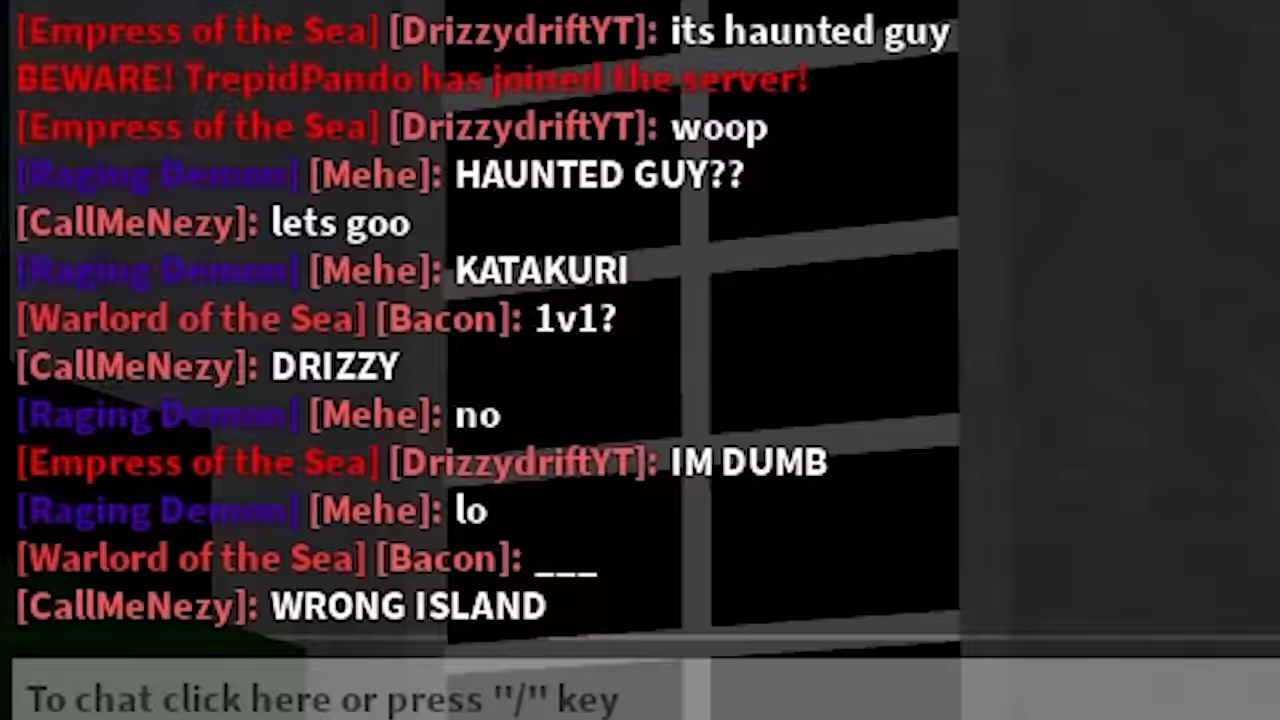 [Empress of the Sea] [DrizzydriftYT]: its haunted guy
BEWARE! TrepidPando has joined the server!
[Empress of the Sea] [DrizzydriftYT]: woop
[Raging Demon] [Mehe]: HAUNTED GUY??
[CallMeNezy]: lets goo
[Raging Demon] [Mehe]: KATAKURI
[Warlord of the Sea] [Bacon]: 1v1?
[CallMeNezy]: DRIZZY
[Raging Demon] [Mehe]: no
[Empress of the Sea] [DrizzydriftYT]: IM DUMB
[Raging Demon] [Mehe]: lo
[Warlord of the Sea] [Bacon]: ___
[CallMeNezy]: WRONG ISLAND
To chat click here or press "/" key